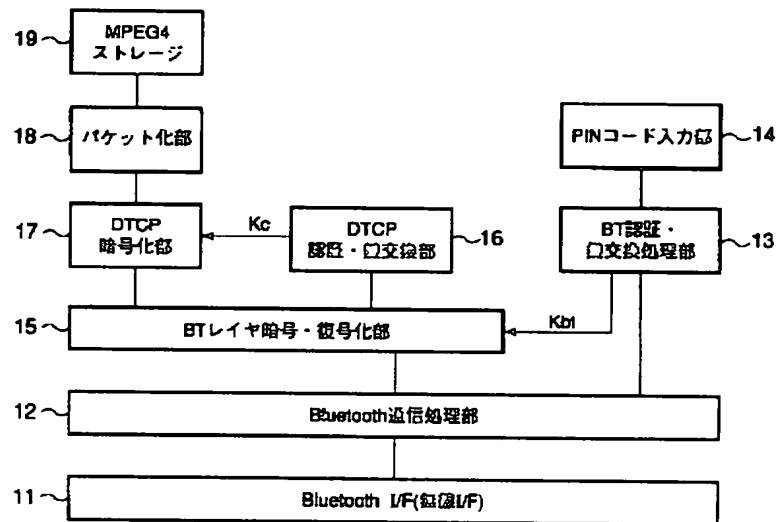 19
MPEG4
ストレージ
18
パケット化部
PINコード入力部
14
17
DTCP
暗号化部
Kc
DTCP
認証・鍵交換部
16
BT認証・
鍵交換処理部
13
15
BTレイヤ暗号・復号化部
Kbt
12
Bluetooth通信処理部
11
Bluetooth I/F(無線I/F)